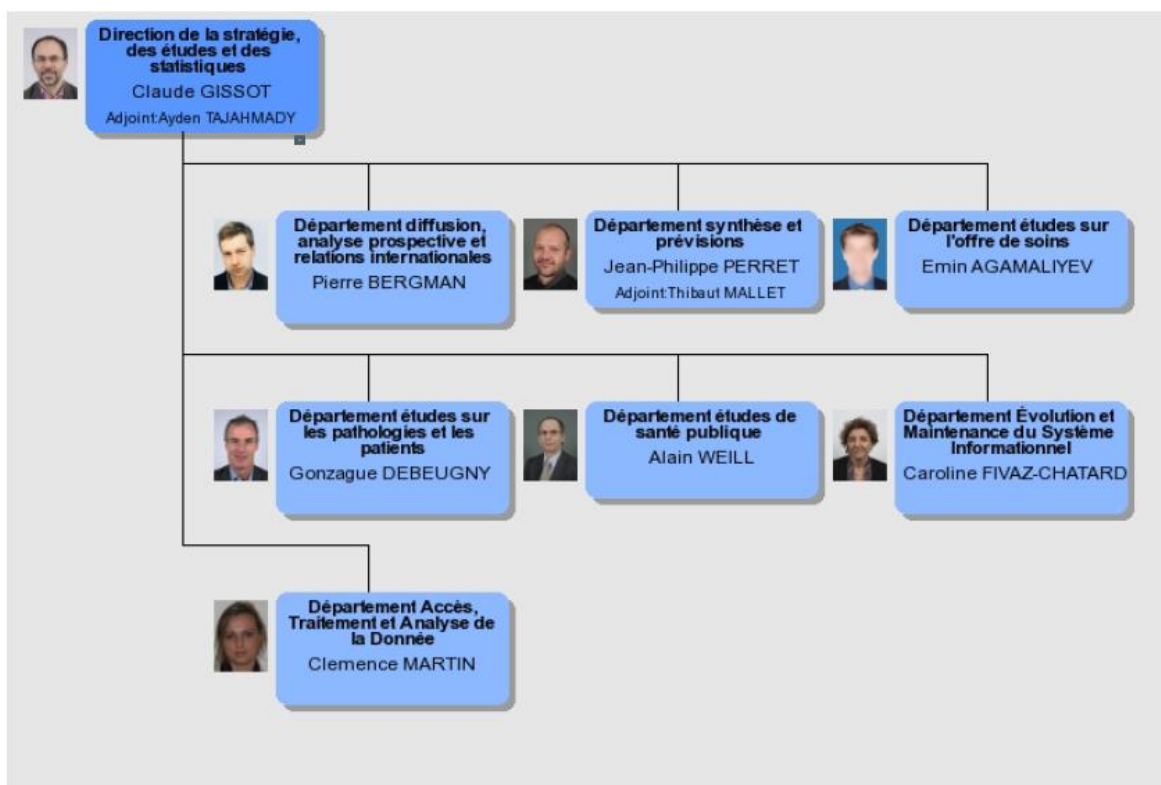 Direction de la stratégie,
des études et des
statistiques
Claude GISSOT
Adjoint:Ayden TAJAHMADY
Département diffusion,
analyse prospective et
relations internationales
Pierre BERGMAN
Département synthèse et
prévisions
Jean-Philippe PERRET
Adjoint:Thibaut MALLET
Département études sur
l'offre de soins
Emin AGAMALIYEV
Département études sur
les pathologies et les
patients
Gonzague DEBEUGNY
Département études de
santé publique
Alain WEILL
Département Évolution et
Maintenance du Système
Informationnel
Caroline FIVAZ-CHATARD
Département Accès,
Traitement et Analyse de
la Donnée
Clemence MARTIN